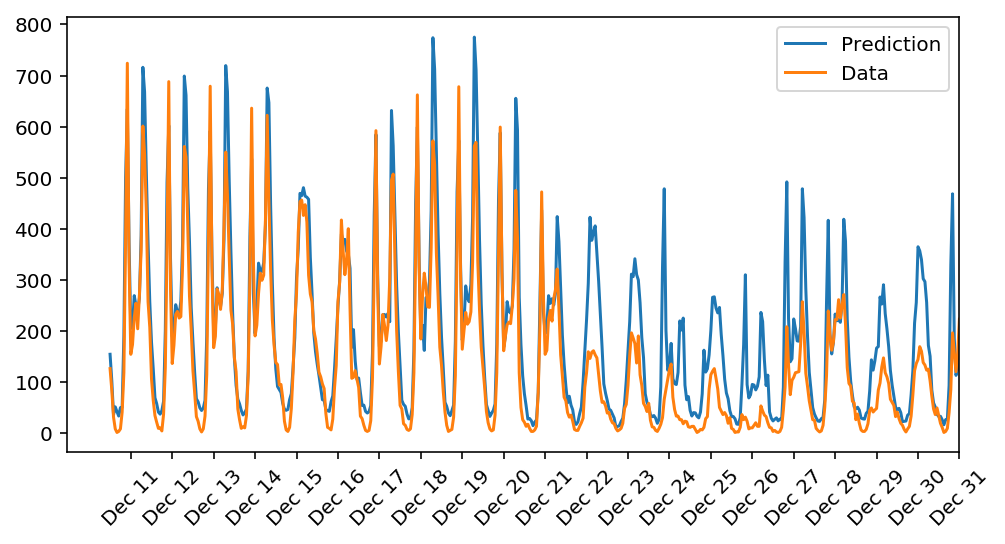 800
700
600
500
400
300
200
100
0
Prediction
Data
Dec 11
Dec 12
Dec 13
Dec 14
Dec 15
Dec 16
Dec 17
Dec 18
Dec 19
Dec 20
Dec 21
Dec 22
Dec 23
Dec 24
Dec 25
Dec 26
Dec 27
Dec 28
Dec 29
Dec 30
Dec 31